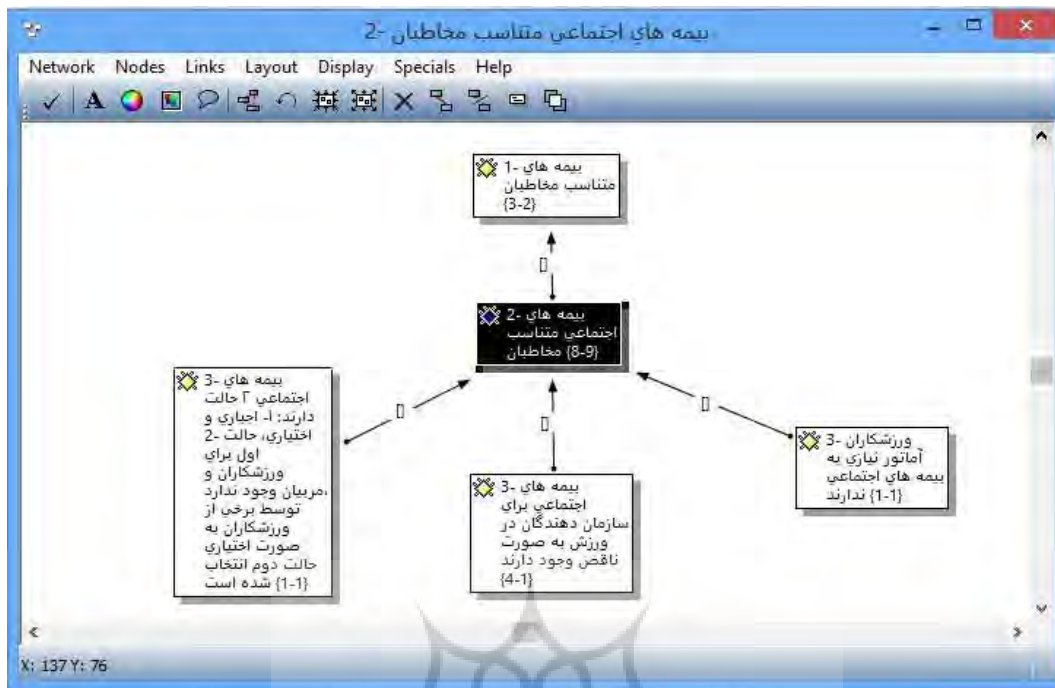 بیمه هاي اجتماعي متناسب مخاطبان -2
Network Nodes Links Layout Display Specials Help
1- بیمه هاي
متناسب مخاطبان
{3-2}
2- بیمه هاي
اجتماعي متناسب
مخاطبان {8-9}
3- بیمه هاي
اجتماعي ۲ حالت
دارند: ۱- اجباري و
2- اختیاري، حالت
اول براي
ورزشکاران و
مربیان وجود ندارد،
توسط برخي از
ورزشکاران به
صورت اختیاري
حالت دوم انتخاب
شده است {1-1}
3- بیمه هاي
اجتماعي براي
سازمان دهندگان در
ورزش به صورت
ناقص وجود دارند
{4-1}
3- ورزشکاران
آماتور نیازي به
بیمه هاي اجتماعي
ندارند {1-1}
X: 137 Y: 76